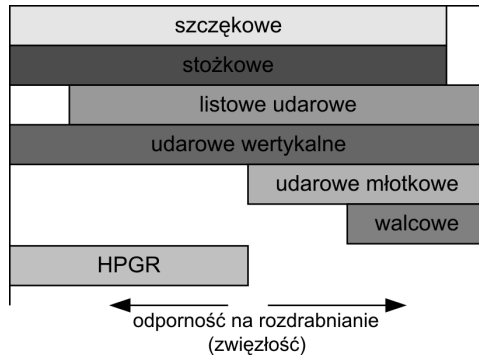 szczękowe
stożkowe
listowe udarowe
udarowe wertykalne
udarowe młotkowe
walcowe
HPGR
odporność na rozdrabnianie
(zwięzłość)